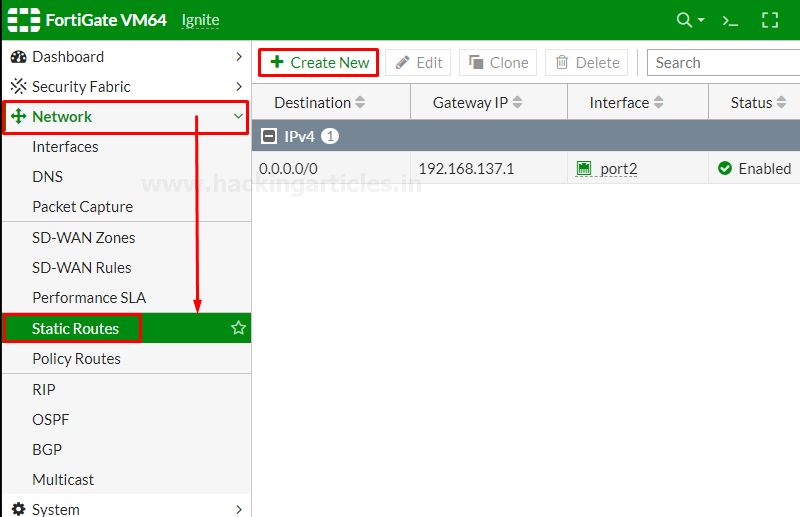 FortiGate VM64 Ignite
Dashboard
Security Fabric
Network
Interfaces
DNS
Packet Capture
SD-WAN Zones
SD-WAN Rules
Performance SLA
Static Routes
Policy Routes
RIP
OSPF
BGP
Multicast
System
Create New Edit Clone Delete Search
Destination Gateway IP Interface Status
IPv4 1
0.0.0.0/0 192.168.137.1 port2 Enabled
www.hackingarticles.in